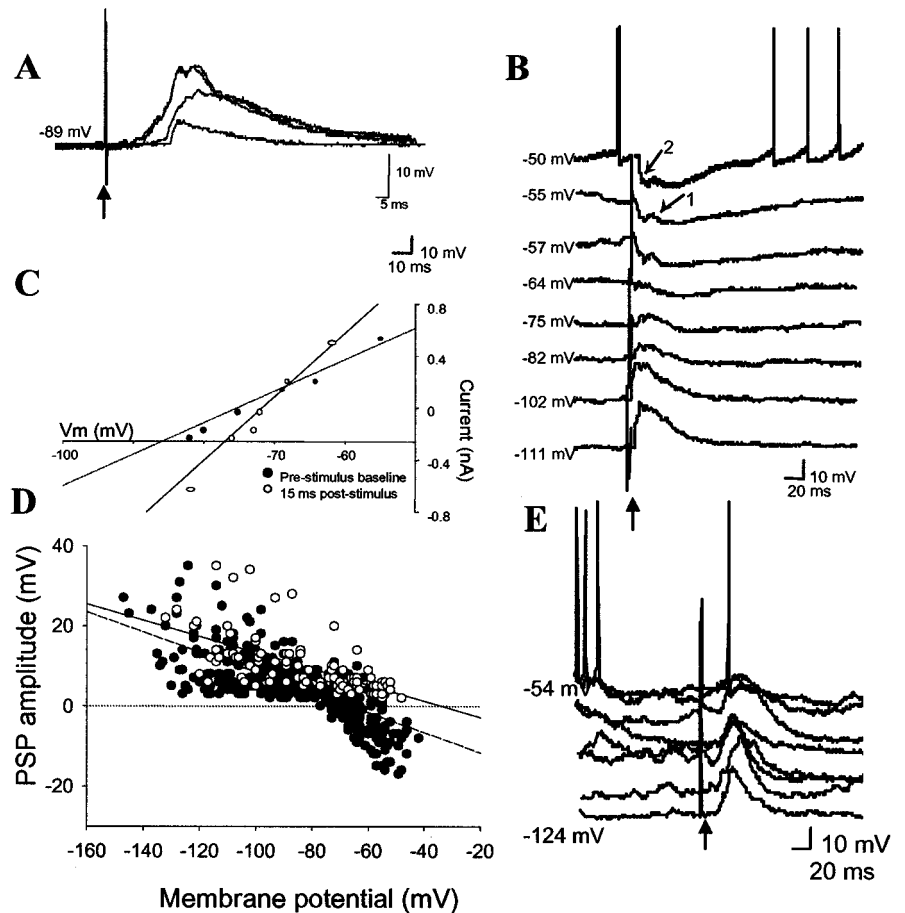 A
-89 mV
10 mV
5 ms
B
-50 mV
2
-55 mV
1
-57 mV
-64 mV
-75 mV
-82 mV
-102 mV
-111 mV
10 mV
20 ms
10 mV
10 ms
C
0.8
0.4
0
-0.4
-0.8
Current (nA)
Vm (mV)
-100
-80
-70
-60
Pre-stimulus baseline
15 ms post-stimulus
D
PSP amplitude (mV)
40
20
0
-20
-160
-140
-120
-100
-80
-60
-40
-20
Membrane potential (mV)
E
-54 m
-124 mV
10 mV
20 ms